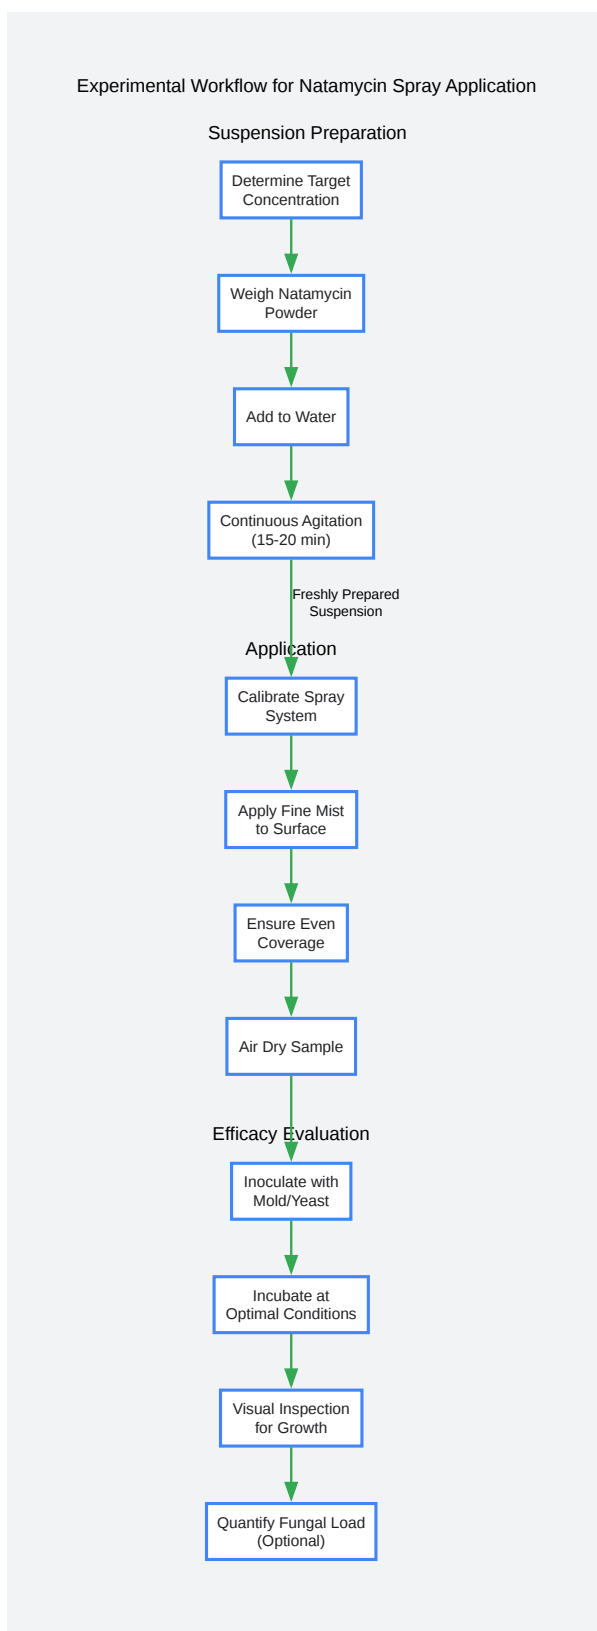 Experimental Workflow for Natamycin Spray Application
Suspension Preparation
Determine Target
Concentration
Weigh Natamycin
Powder
Add to Water
Continuous Agitation
(15-20 min)
Freshly Prepared
Suspension
Application
Calibrate Spray
System
Apply Fine Mist
to Surface
Ensure Even
Coverage
Air Dry Sample
Efficacy Evaluation
Inoculate with
Mold/Yeast
Incubate at
Optimal Conditions
Visual Inspection
for Growth
Quantify Fungal Load
(Optional)